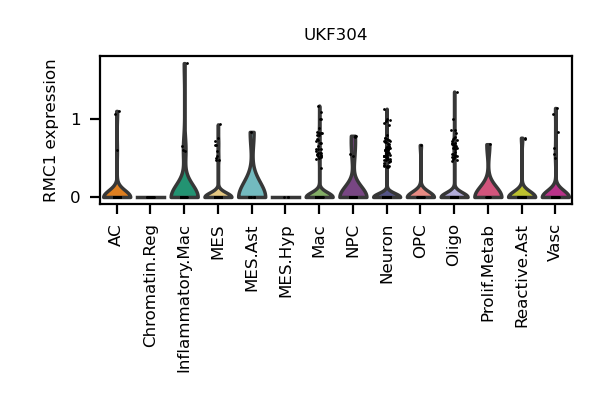 UKF304
RMC1 expression
1
0
AC
Chromatin.Reg
Inflammatory.Mac
MES
MES.Ast
MES.Hyp
Mac
NPC
Neuron
OPC
Oligo
Prolif.Metab
Reactive.Ast
Vasc